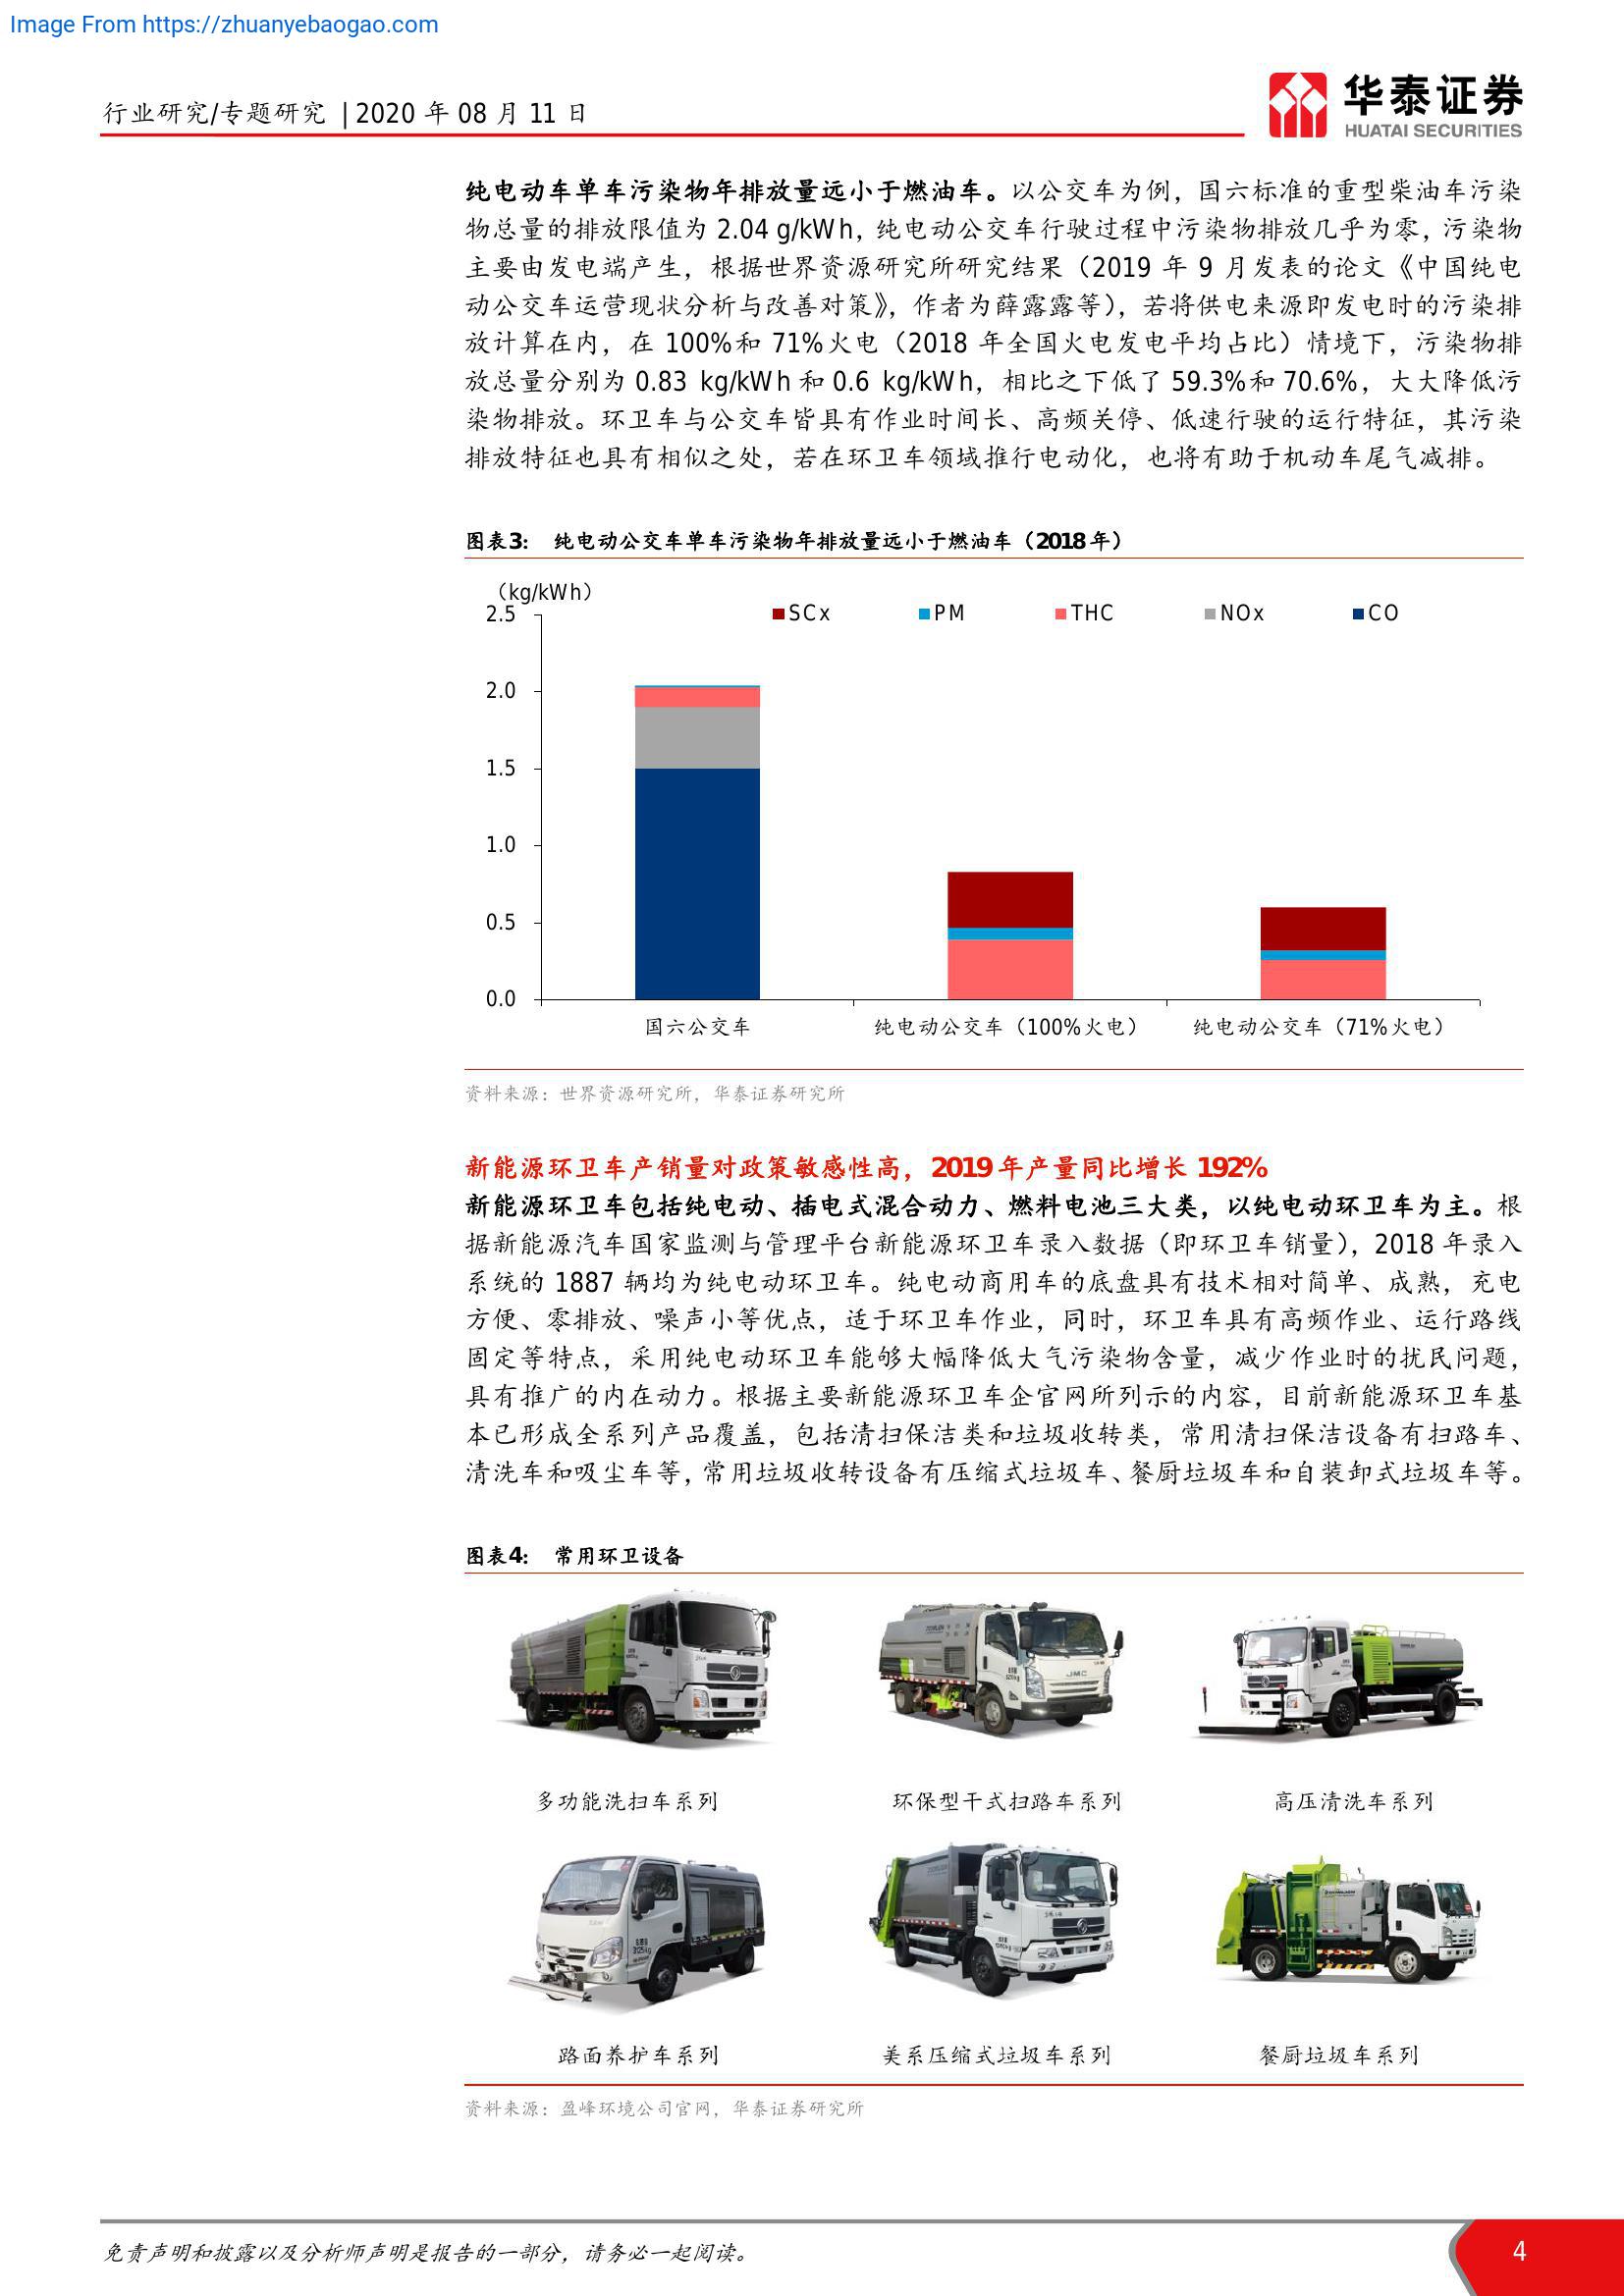 Image From https://zhuanyebaogao.com
行业研究/专题研究 | 2020 年 08 月 11 日
华泰证券
HUATAI SECURITIES
纯电动车单车污染物年排放量远小于燃油车。以公交车为例，国六标准的重型柴油车污染
物总量的排放限值为 2.04 g/kWh，纯电动公交车行驶过程中污染物排放几乎为零，污染物
主要由发电端产生，根据世界资源研究所研究结果（2019 年 9 月发表的论文《中国纯电
动公交车运营现状分析与改善对策》，作者为薛露露等），若将供电来源即发电时的污染排
放计算在内，在 100%和 71%火电（2018 年全国火电发电平均占比）情境下，污染物排
放总量分别为 0.83 kg/kWh 和 0.6 kg/kWh，相比之下低了 59.3%和 70.6%，大大降低污
染物排放。环卫车与公交车皆具有作业时间长、高频关停、低速行驶的运行特征，其污染
排放特征也具有相似之处，若在环卫车领域推行电动化，也将有助于机动车尾气减排。
图表3： 纯电动公交车单车污染物年排放量远小于燃油车（2018 年）
（kg/kWh）
SCx PM THC NOx CO
2.5
2.0
1.5
1.0
0.5
0.0
国六公交车 纯电动公交车（100%火电） 纯电动公交车（71%火电）
资料来源：世界资源研究所，华泰证券研究所
新能源环卫车产销量对政策敏感性高，2019 年产量同比增长 192%
新能源环卫车包括纯电动、插电式混合动力、燃料电池三大类，以纯电动环卫车为主。根
据新能源汽车国家监测与管理平台新能源环卫车录入数据（即环卫车销量），2018 年录入
系统的 1887 辆均为纯电动环卫车。纯电动商用车的底盘具有技术相对简单、成熟，充电
方便、零排放、噪声小等优点，适于环卫车作业，同时，环卫车具有高频作业、运行路线
固定等特点，采用纯电动环卫车能够大幅降低大气污染物含量，减少作业时的扰民问题，
具有推广的内在动力。根据主要新能源环卫车企官网所列示的内容，目前新能源环卫车基
本已形成全系列产品覆盖，包括清扫保洁类和垃圾收转类，常用清扫保洁设备有扫路车、
清洗车和吸尘车等，常用垃圾收转设备有压缩式垃圾车、餐厨垃圾车和自装卸式垃圾车等。
图表4： 常用环卫设备
JMC
多功能洗扫车系列 环保型干式扫路车系列 高压清洗车系列
路面养护车系列 美系压缩式垃圾车系列 餐厨垃圾车系列
资料来源：盈峰环境公司官网，华泰证券研究所
免责声明和披露以及分析师声明是报告的一部分，请务必一起阅读。
4